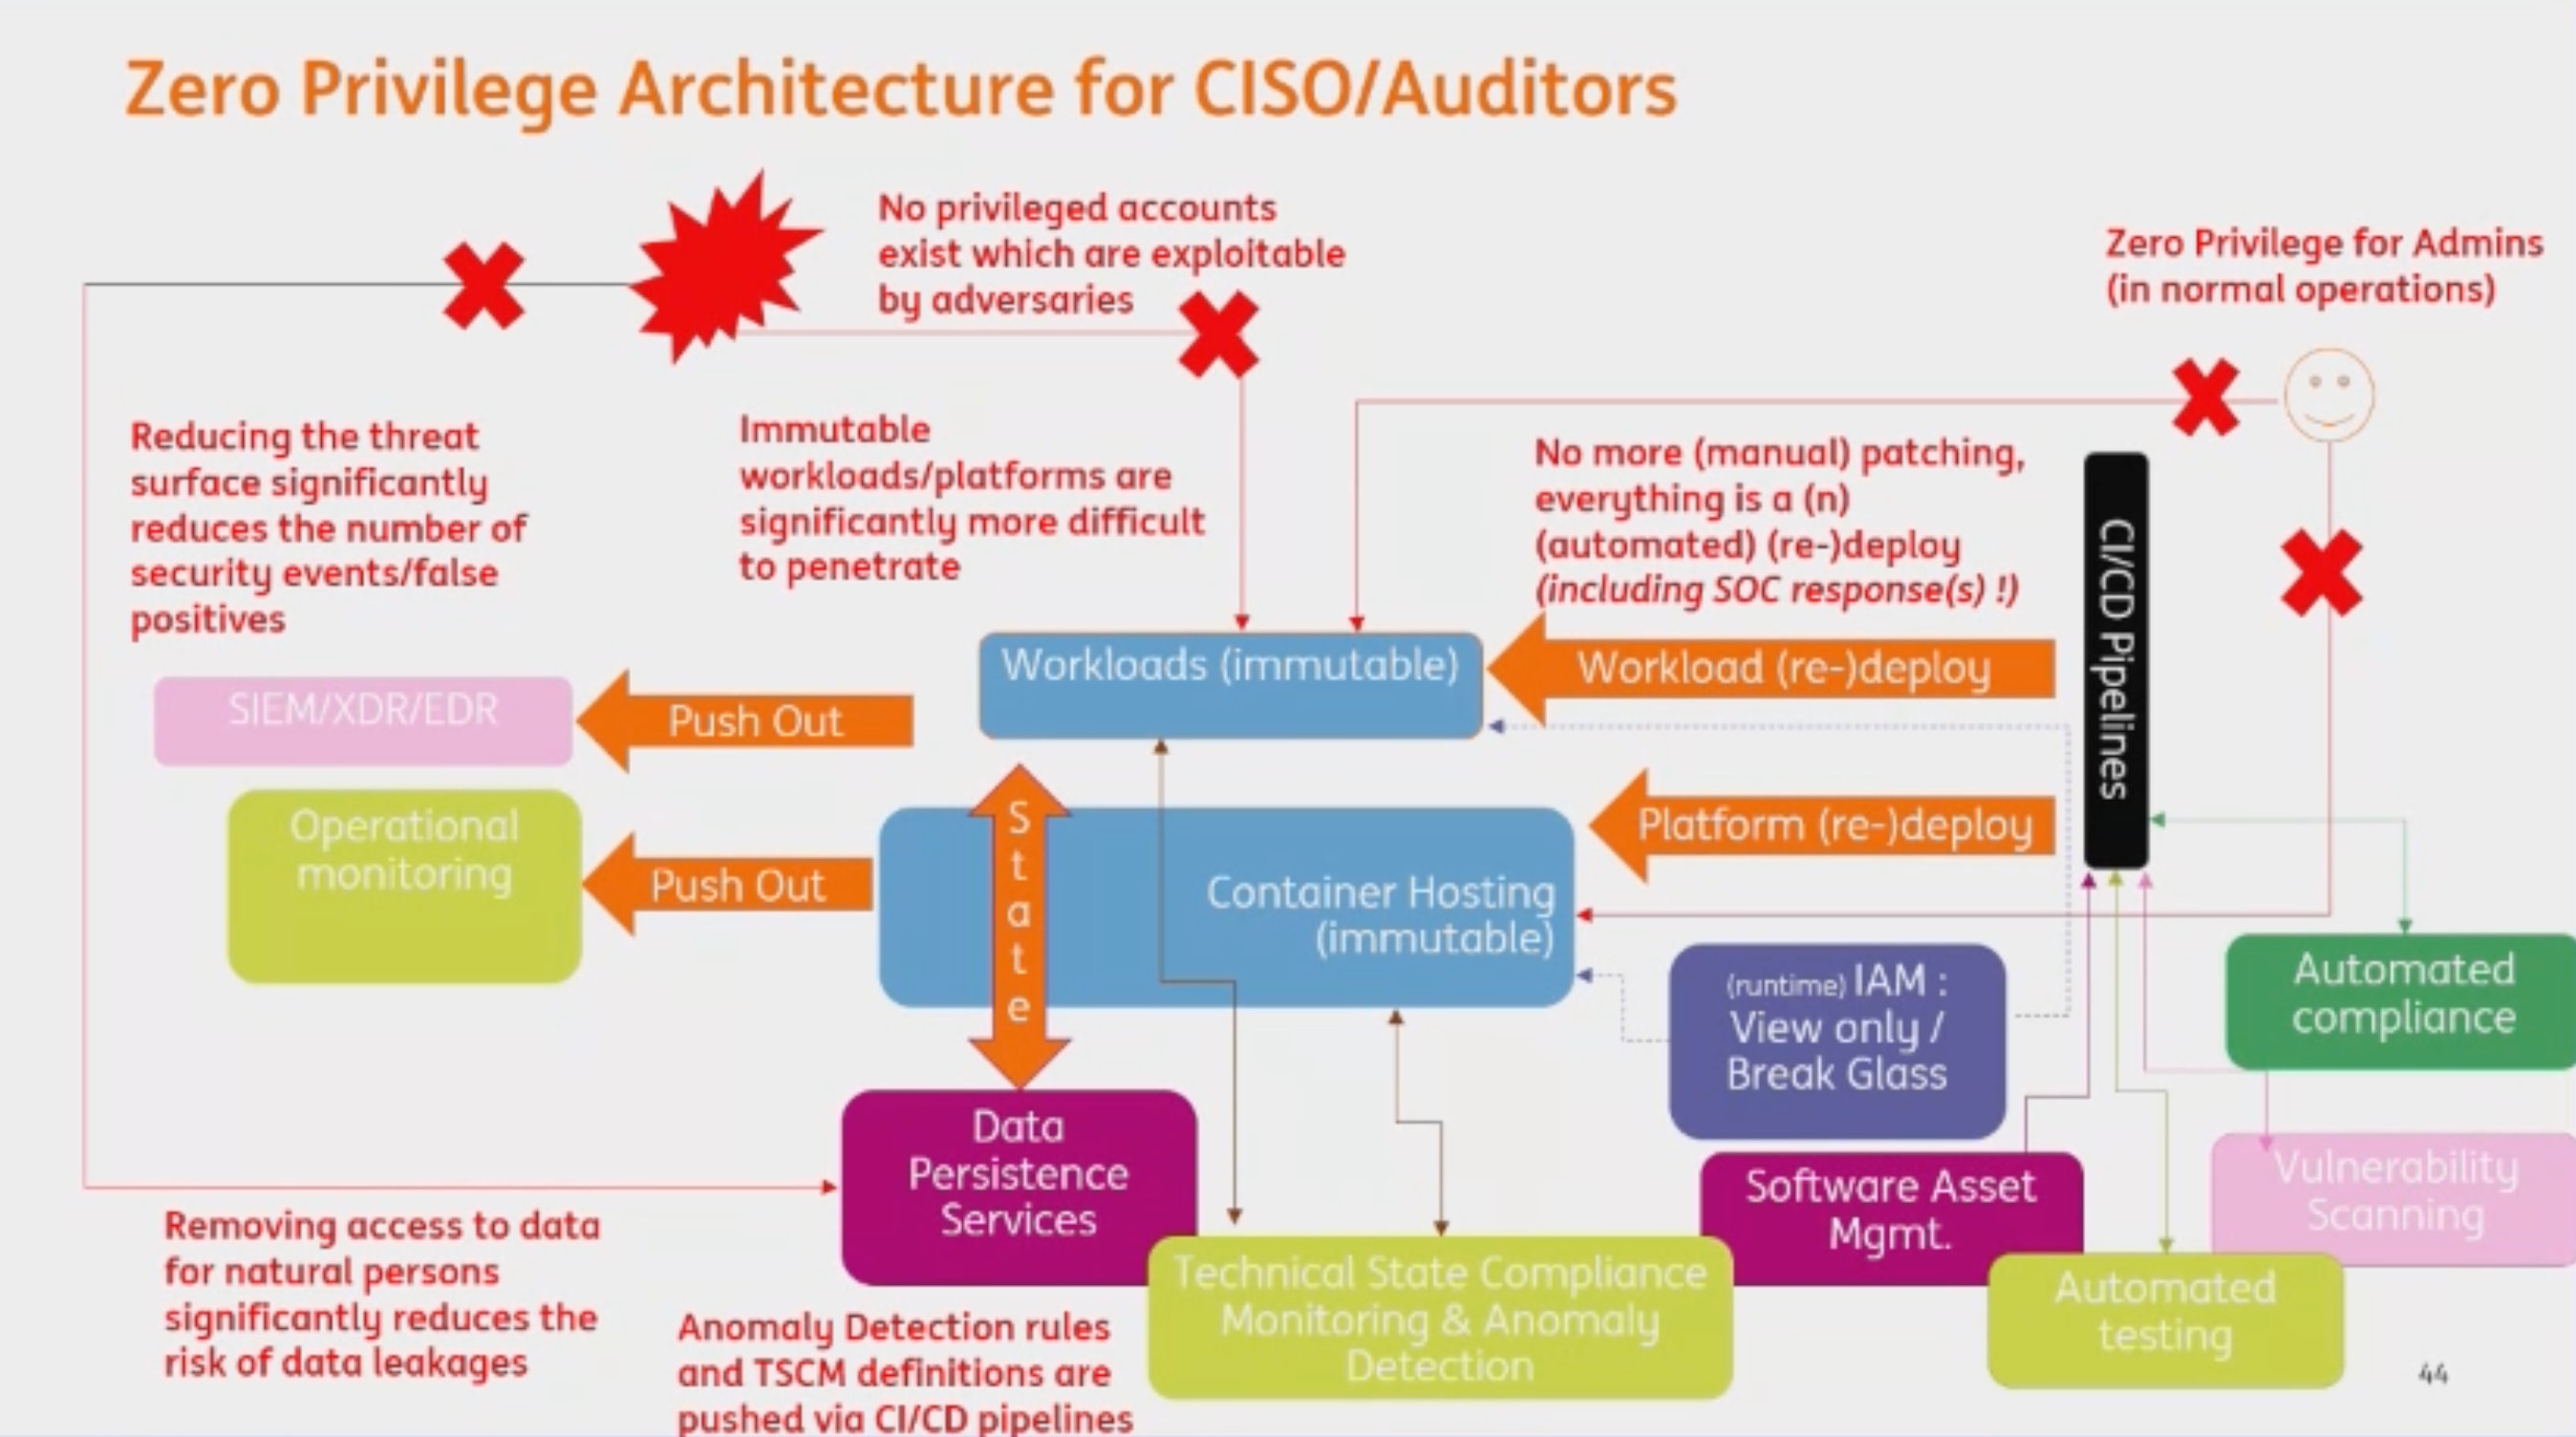 Zero Privilege Architecture for CISO/Auditors
No privileged accounts
exist which are exploitable
by adversaries
Zero Privilege for Admins
(in normal operations)
Reducing the threat
surface significantly
reduces the number of
security events/false
positives
Immutable
workloads/platforms are
significantly more difficult
to penetrate
No more (manual) patching,
everything is a (n)
(automated) (re-)deploy
(including SOC response(s) !)
CI/CD Pipelines
SIEM/XDR/EDR
Push Out
Workloads (immutable)
Workload (re-)deploy
Operational
monitoring
Push Out
State
Container Hosting
(immutable)
Platform (re-)deploy
(runtime) IAM :
View only /
Break Glass
Automated
compliance
Data
Persistence
Services
Software Asset
Mgmt.
Vulnerability
Scanning
Removing access to data
for natural persons
significantly reduces the
risk of data leakages
Anomaly Detection rules
and TSCM definitions are
pushed via CI/CD pipelines
Technical State Compliance
Monitoring & Anomaly
Detection
Automated
testing
44